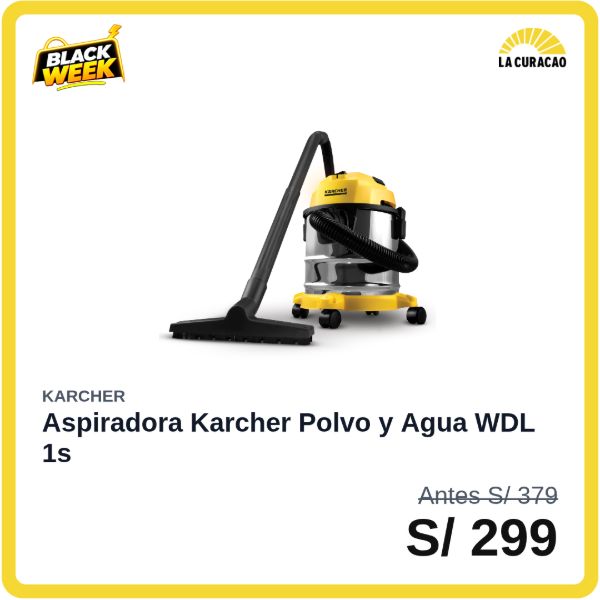 BLACK
WEEK
LA CURACAO
KARCHER
KARCHER
Aspiradora Karcher Polvo y Agua WDL
1s
Antes S/ 379
S/ 299